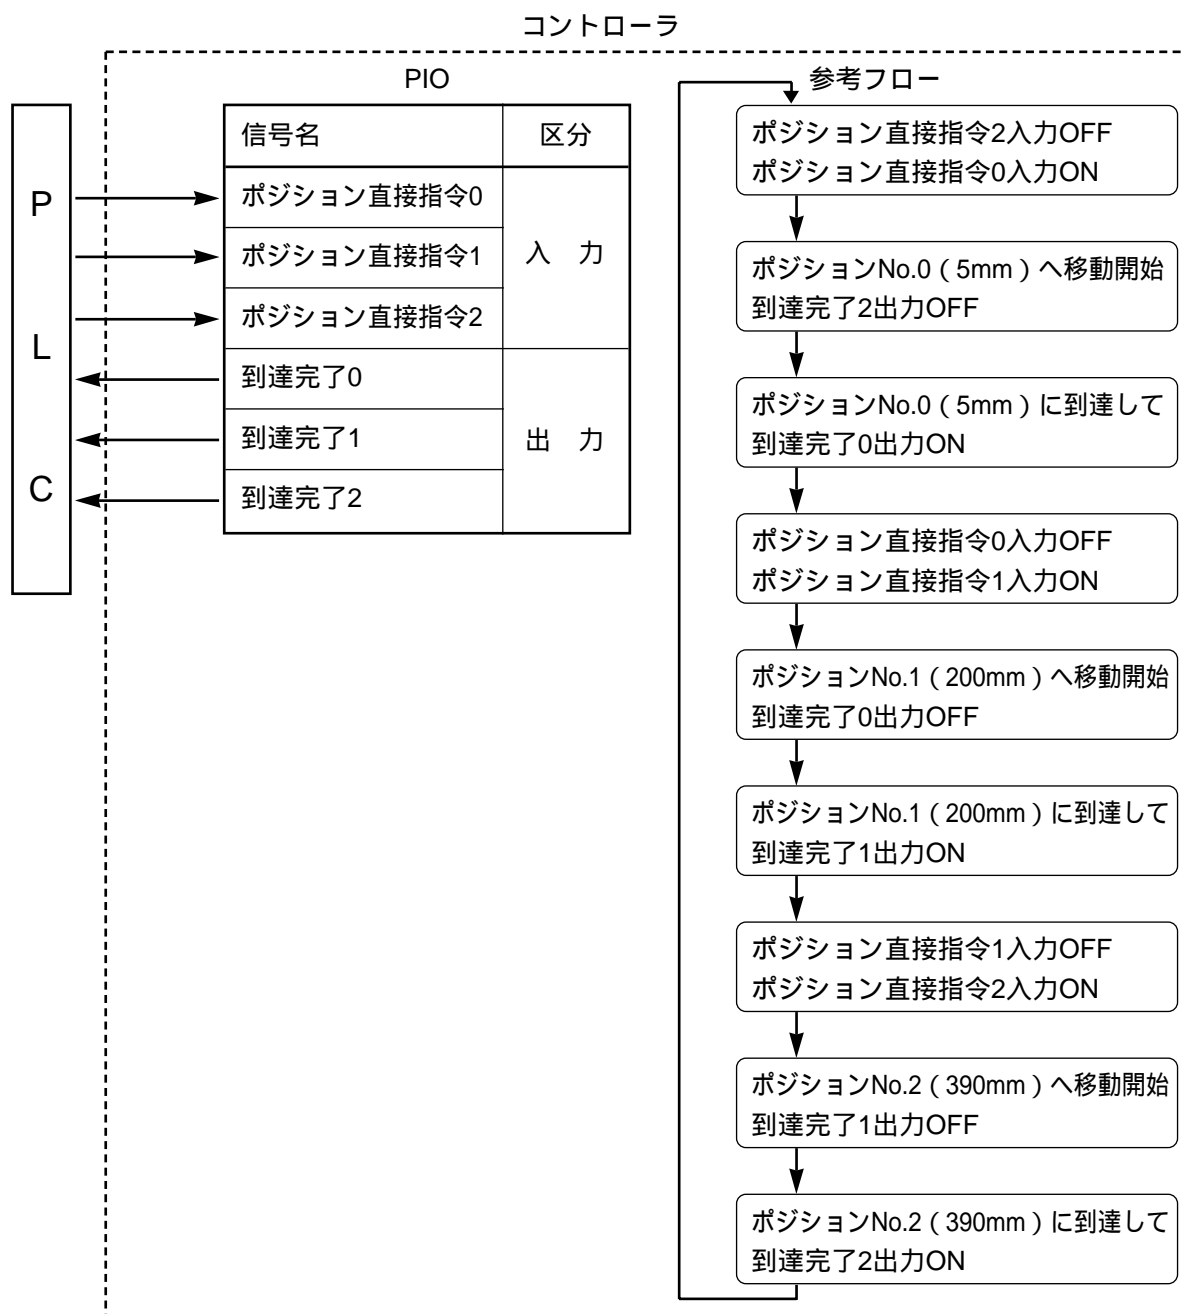 コントローラ
PIO
信号名 区分
ポジション直接指令0
ポジション直接指令1
ポジション直接指令2
入 力
到達完了0
到達完了1
到達完了2
出 力
P
L
C
参考フロー
ポジション直接指令2入力OFF
ポジション直接指令0入力ON
ポジションNo.0(5mm)へ移動開始
到達完了2出力OFF
ポジションNo.0(5mm)に到達して
到達完了0出力ON
ポジション直接指令0入力OFF
ポジション直接指令1入力ON
ポジションNo.1(200mm)へ移動開始
到達完了0出力OFF
ポジションNo.1(200mm)に到達して
到達完了1出力ON
ポジション直接指令1入力OFF
ポジション直接指令2入力ON
ポジションNo.2(390mm)へ移動開始
到達完了1出力OFF
ポジションNo.2(390mm)に到達して
到達完了2出力ON